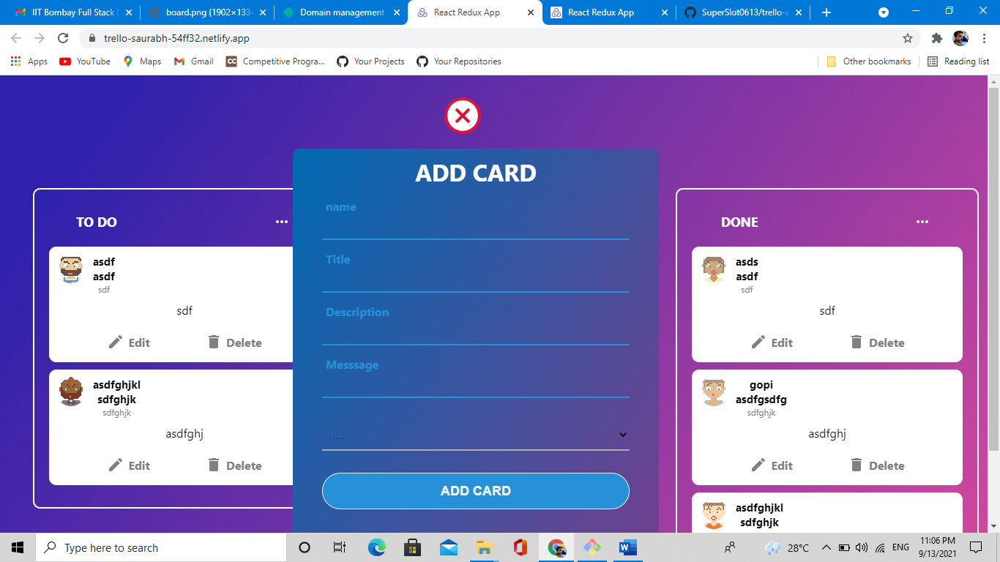 IIT Bombay Full Stack
board.png (1902×133
Domain management
React Redux App
React Redux App
SuperSlot0613/trello-a
trello-saurabh-54ff32.netlify.app
Apps
YouTube
Maps
Gmail
CC
Competitive Progra...
Your Projects
Your Repositories
Other bookmarks
Reading list
ADD CARD
name
Title
Description
Messsage
.....
ADD CARD
TO DO
asdf
asdf
sdf
sdf
Edit Delete
asdfghjkl
sdfghjk
sdfghjk
asdfghj
Edit Delete
DONE
asds
asdf
sdf
sdf
Edit Delete
gopi
asdfgsdfg
sdfghjk
asdfghj
Edit Delete
asdfghjkl
sdfghjk
Type here to search
28°C
ENG
11:06 PM
9/13/2021